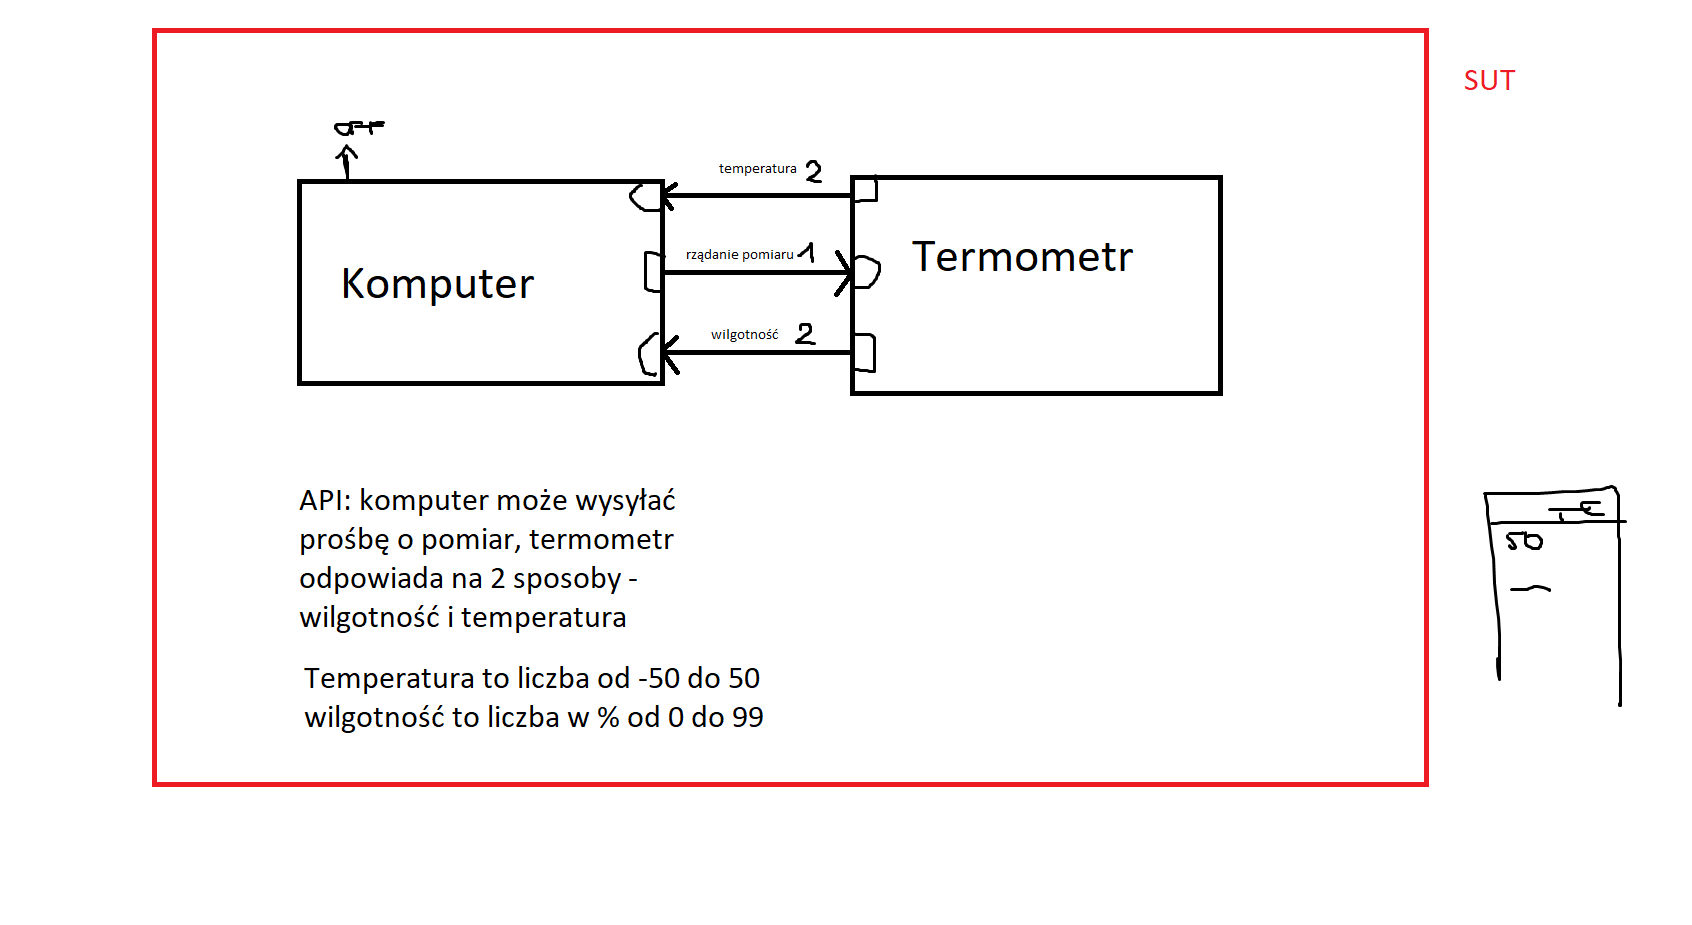 SUT
temperatura 2
rządanie pomiaru 1
wilgotność 2
Komputer
Termometr
API: komputer może wysyłać
prośbę o pomiar, termometr
odpowiada na 2 sposoby -
wilgotność i temperatura
Temperatura to liczba od -50 do 50
wilgotność to liczba w % od 0 do 99
50